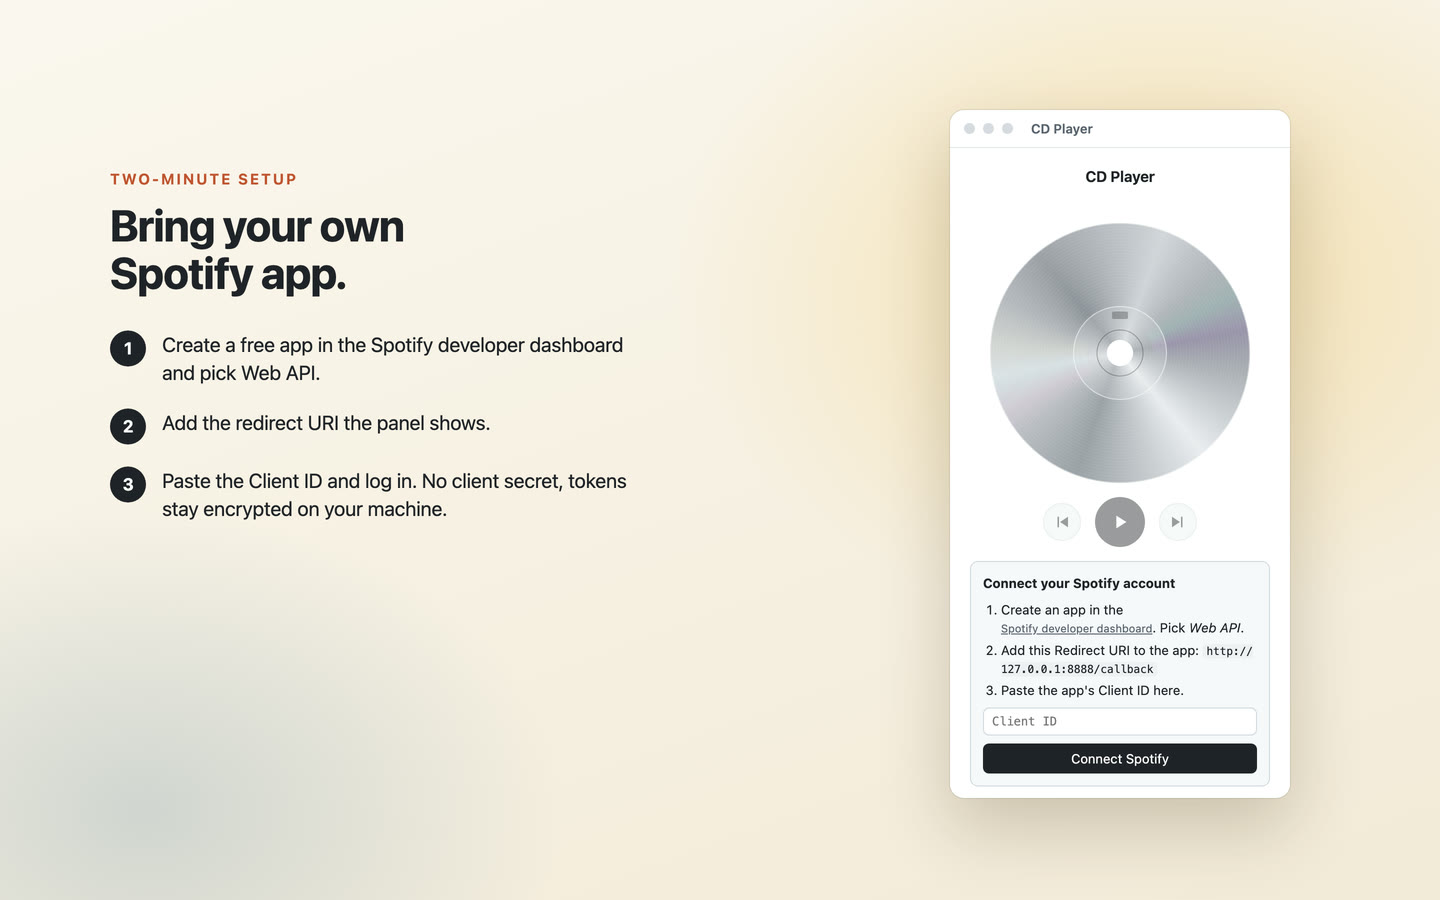 TWO-MINUTE SETUP
Bring your own
Spotify app.
1 Create a free app in the Spotify developer dashboard
and pick Web API.
2 Add the redirect URI the panel shows.
3 Paste the Client ID and log in. No client secret, tokens
stay encrypted on your machine.
CD Player
CD Player
Connect your Spotify account
1. Create an app in the
Spotify developer dashboard. Pick Web API.
2. Add this Redirect URI to the app: http://
127.0.0.1:8888/callback
3. Paste the app's Client ID here.
Client ID
Connect Spotify